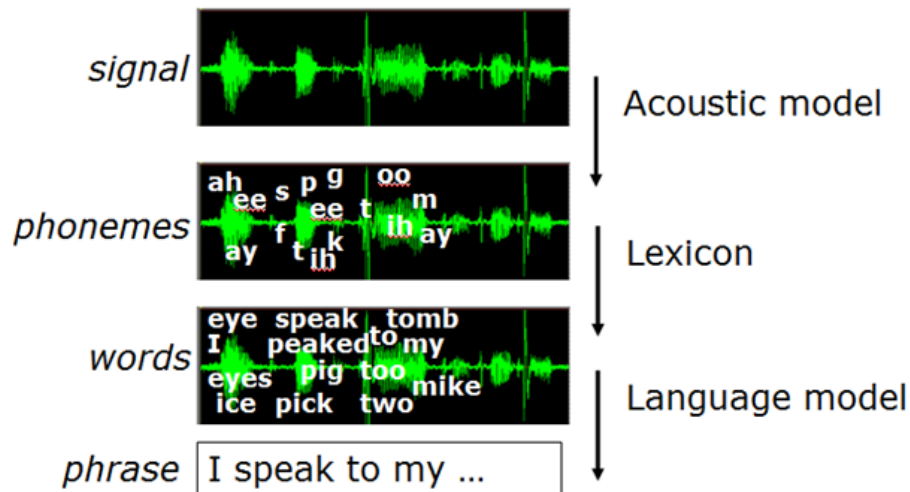 signal
Acoustic model
ah ee s p g oo
ee t m
phonemes
f ih ay
ay t ih k
Lexicon
eye speak tomb
I peaked to my
words
eyes pig too mike
ice pick two
Language model
phrase I speak to my ...